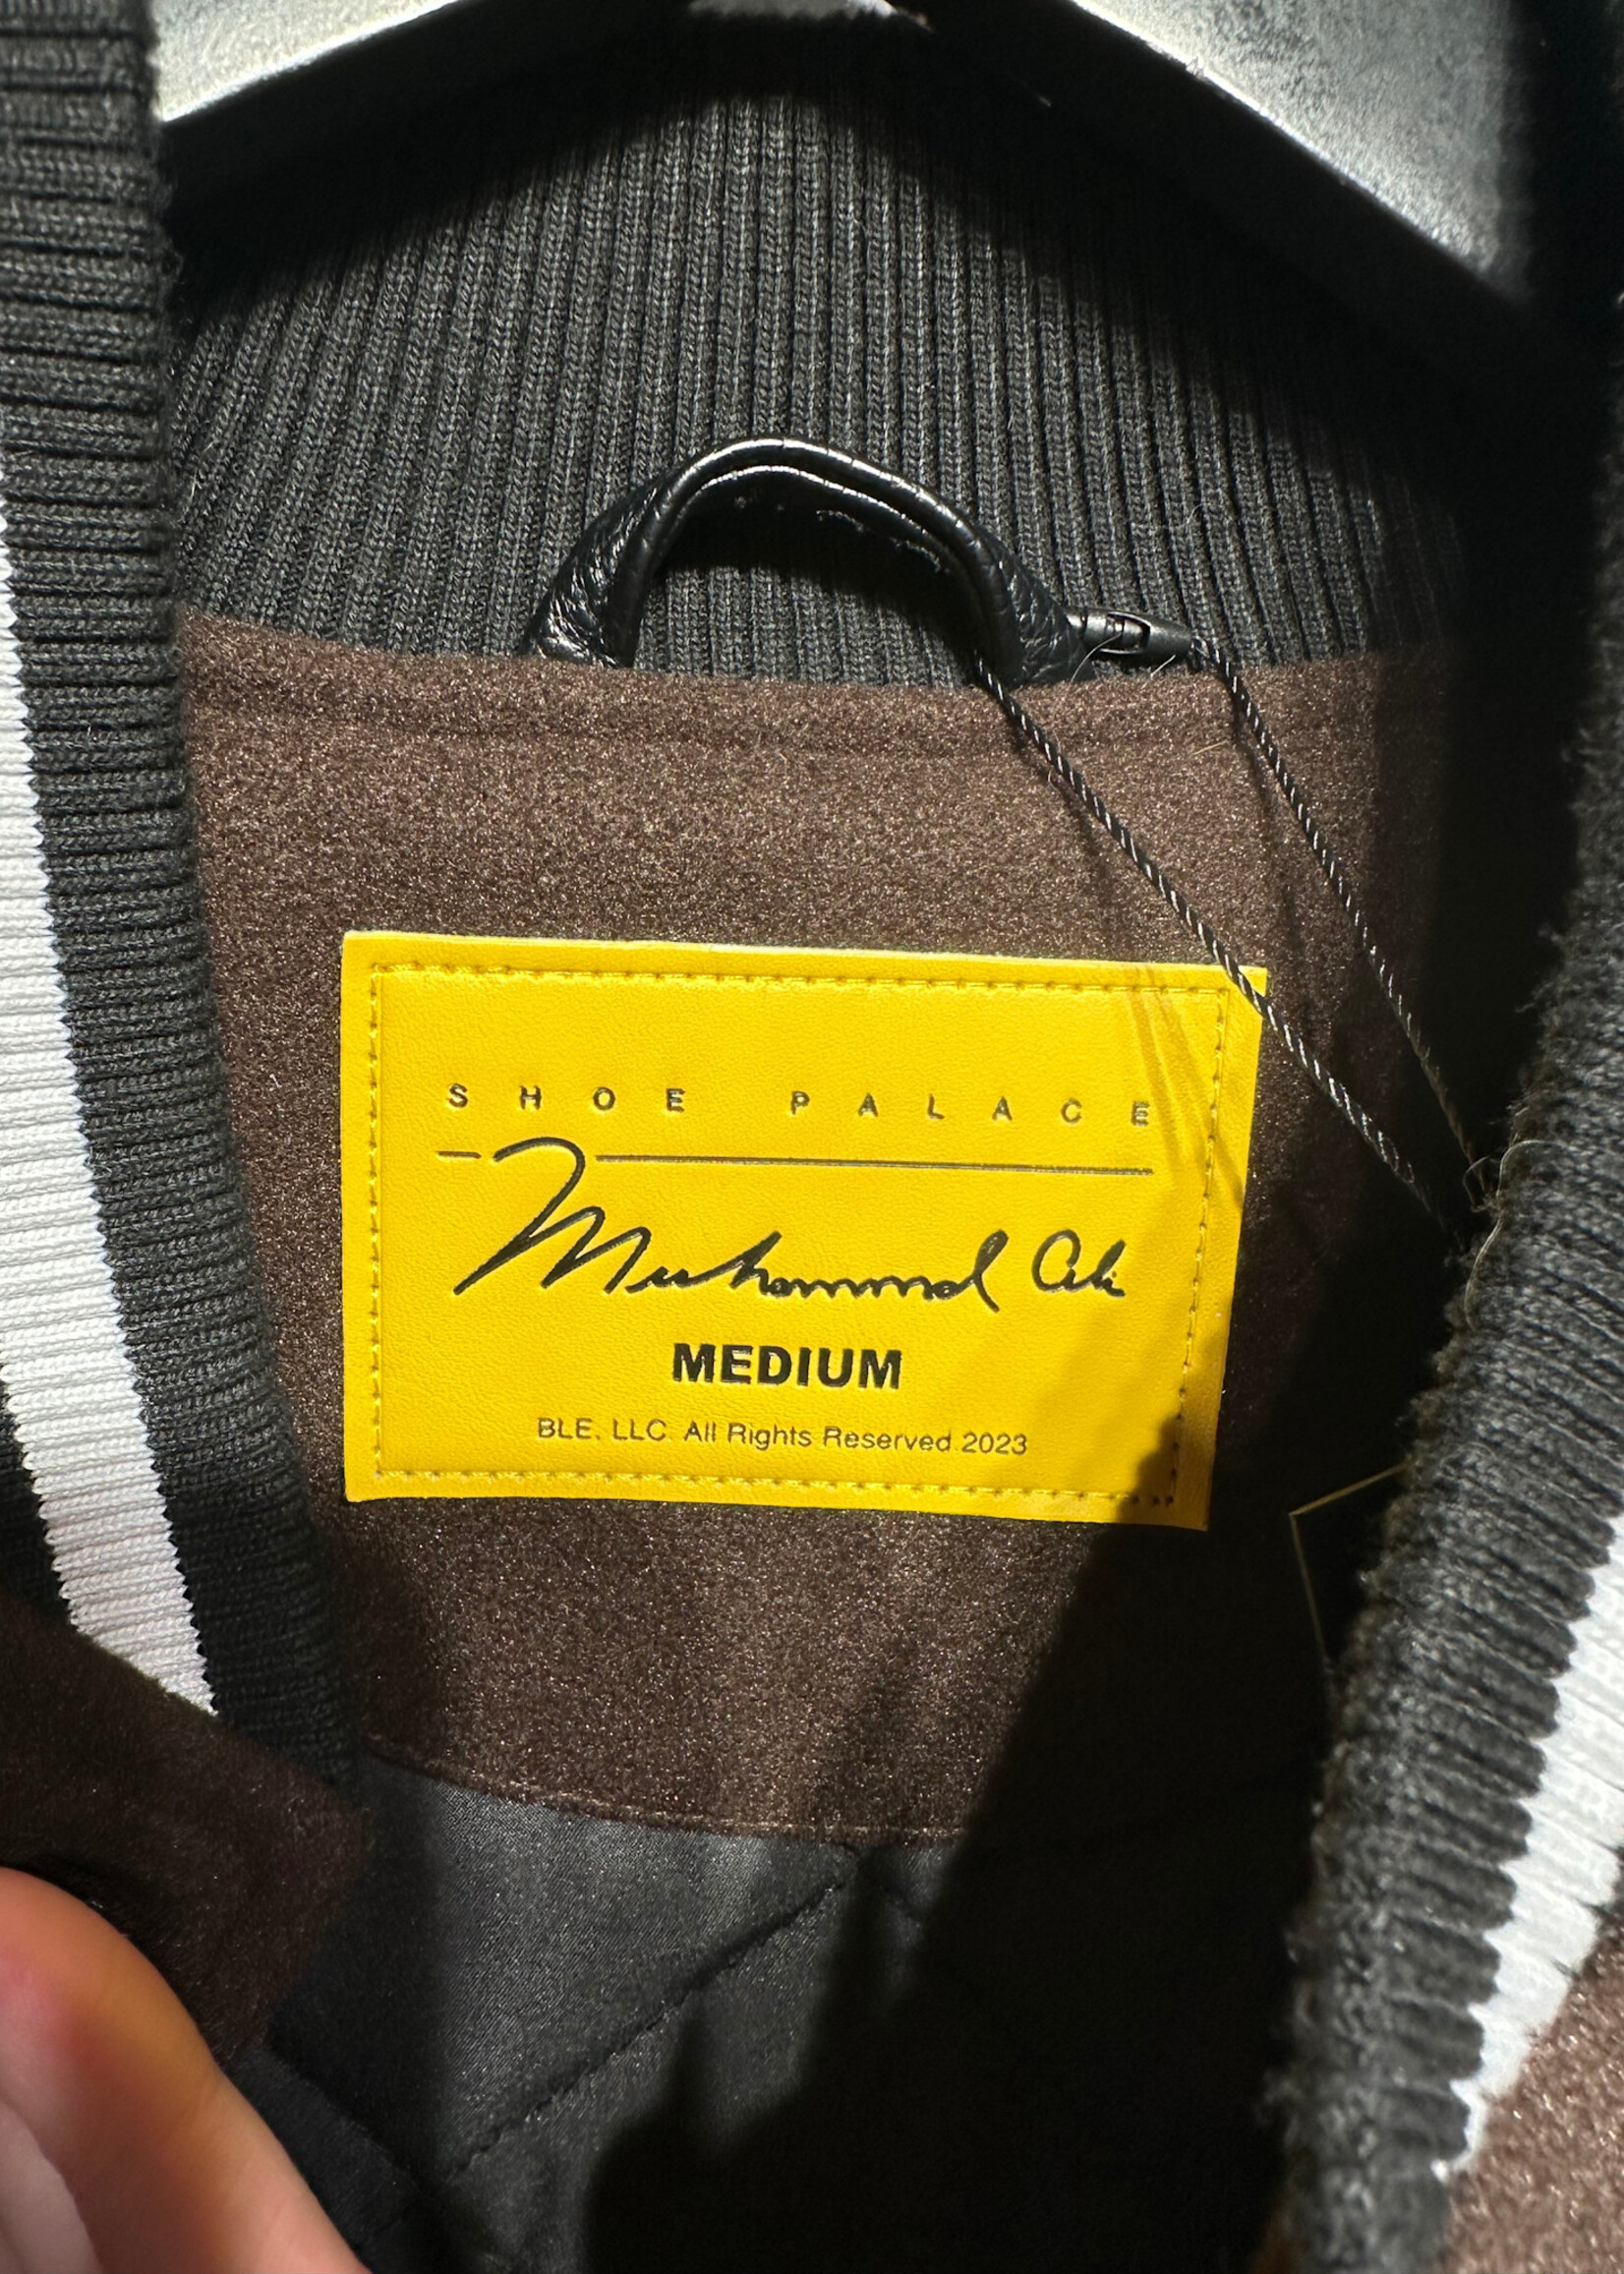 SHOE PALACE
Muhammad Ali
MEDIUM
BLE, LLC. All Rights Reserved 2023